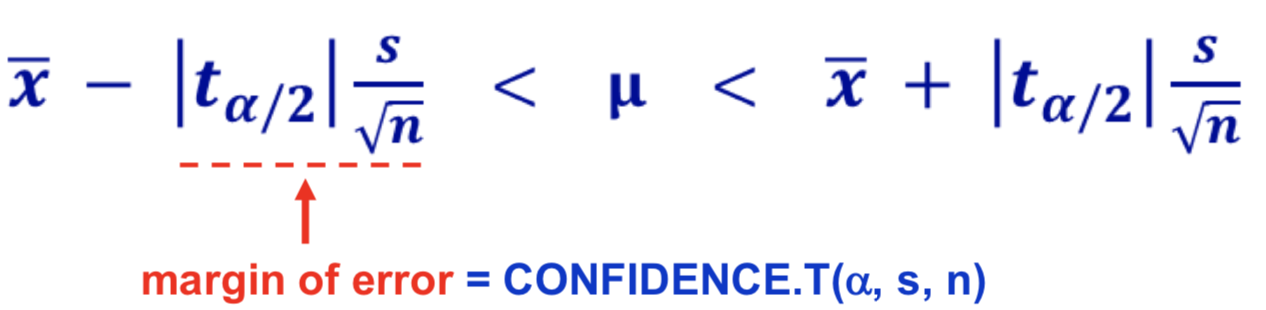 x̄ − |t_{α/2}| s/√n < μ < x̄ + |t_{α/2}| s/√n
margin of error = CONFIDENCE.T(α, s, n)